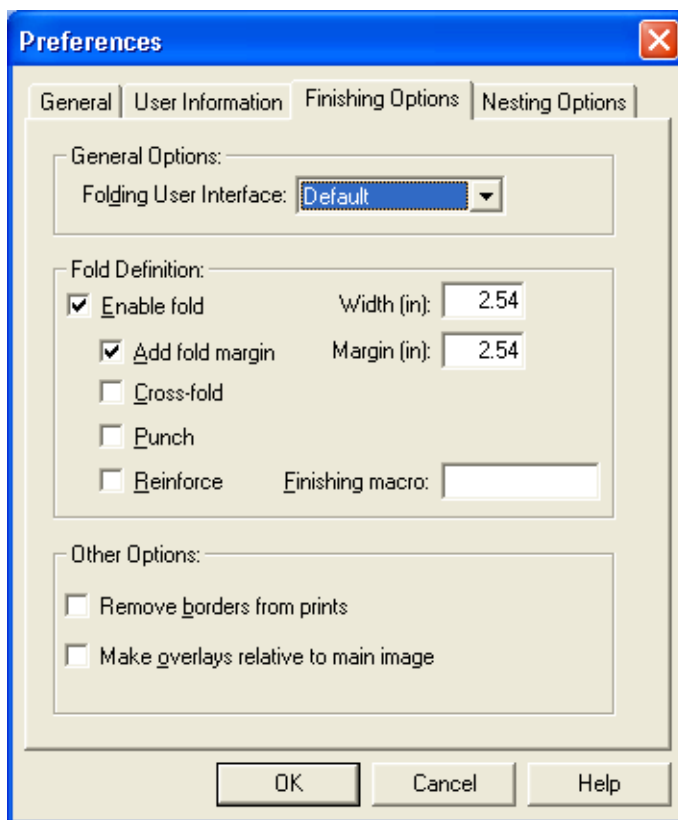 Preferences
General User Information Finishing Options Nesting Options
General Options:
Folding User Interface: Default
Fold Definition:
Enable fold Width (in): 2.54
Add fold margin Margin (in): 2.54
Cross-fold
Punch
Reinforce Finishing macro:
Other Options:
Remove borders from prints
Make overlays relative to main image
OK Cancel Help